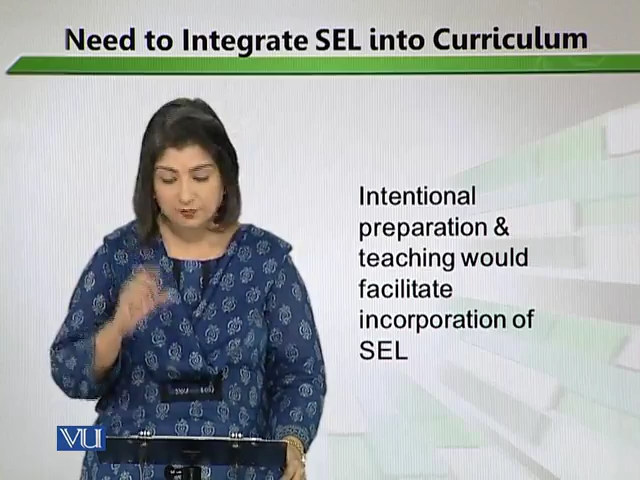 Need to Integrate SEL into Curriculum
Intentional
preparation &
teaching would
facilitate
incorporation of
SEL
VU